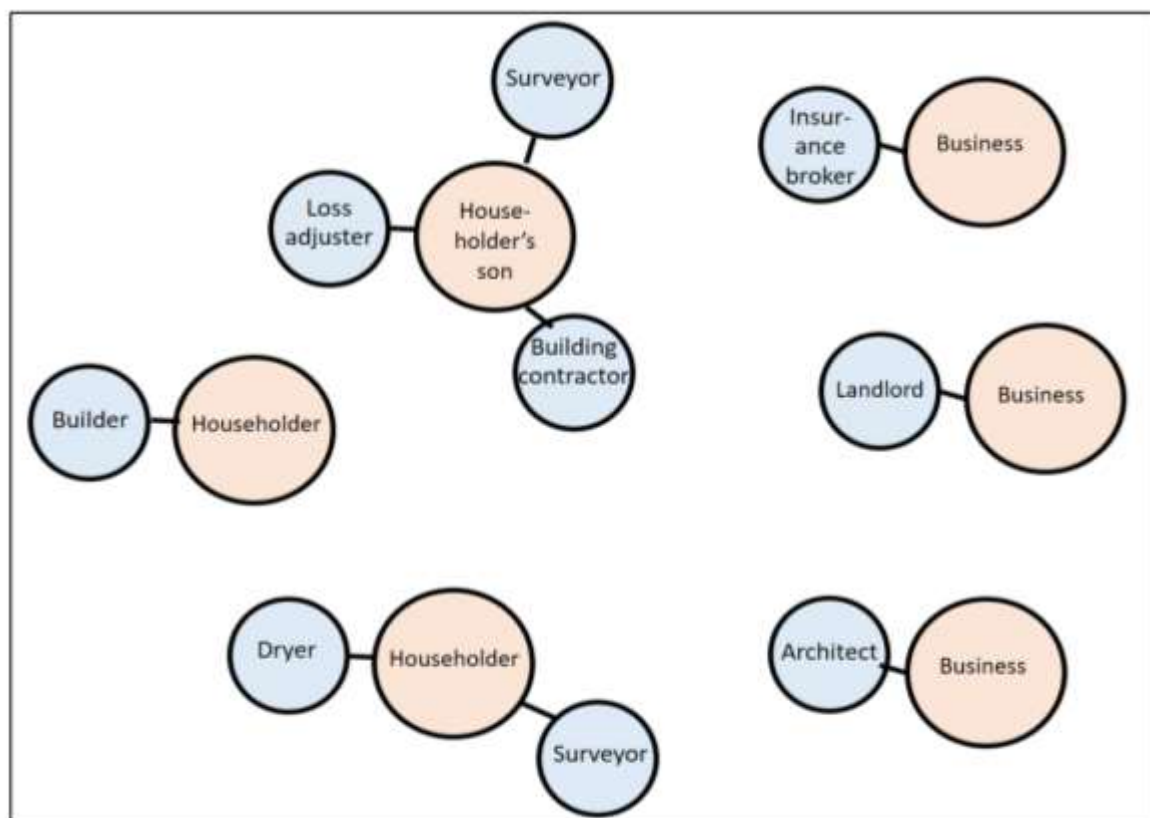 Surveyor
Insur-
ance
broker
Business
Loss
adjuster
House-
holder’s
son
Building
contractor
Landlord
Business
Builder
Householder
Dryer
Householder
Architect
Business
Surveyor